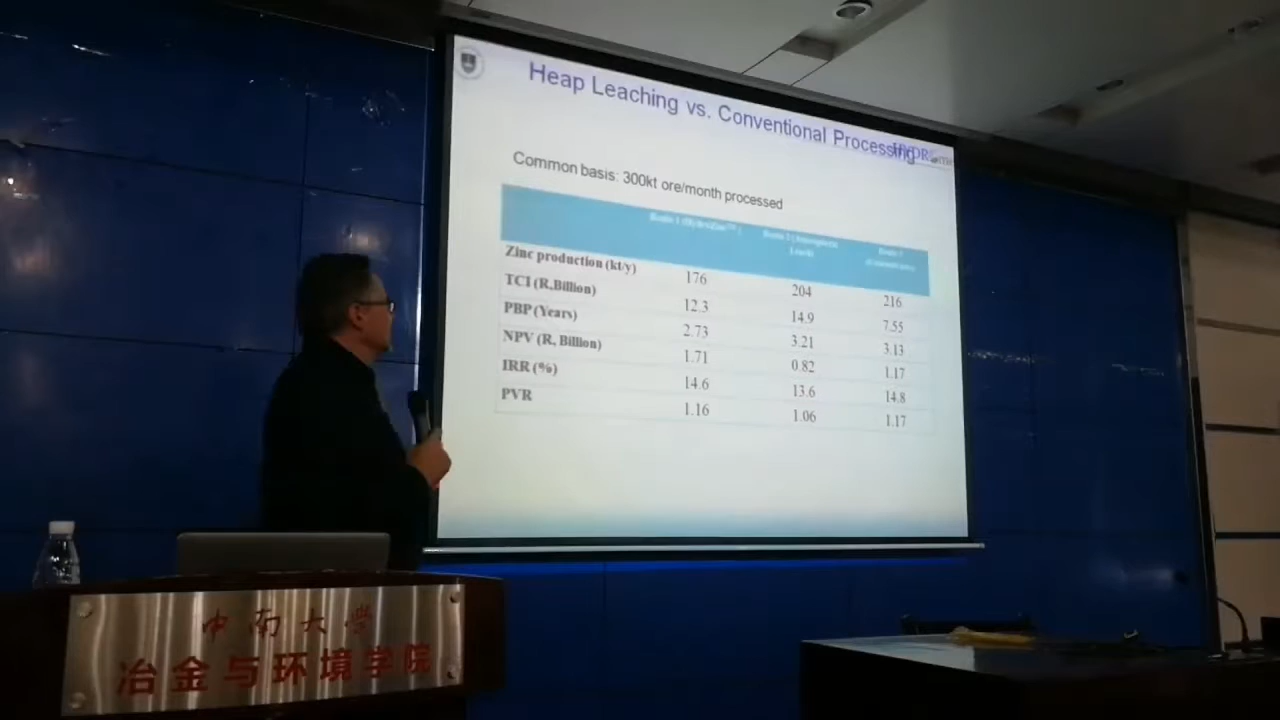 Heap Leaching vs. Conventional Processing
Common basis: 300kt ore/month processed
Zinc production (kt/y) 176 204 216
TCI (R,Billion) 12.3 14.9 7.55
PBP (Years) 2.73 3.21 3.13
NPV (R, Billion) 1.71 0.82 1.17
IRR (%) 14.6 13.6 14.8
PVR 1.16 1.06 1.17
中南大学
冶金与环境学院